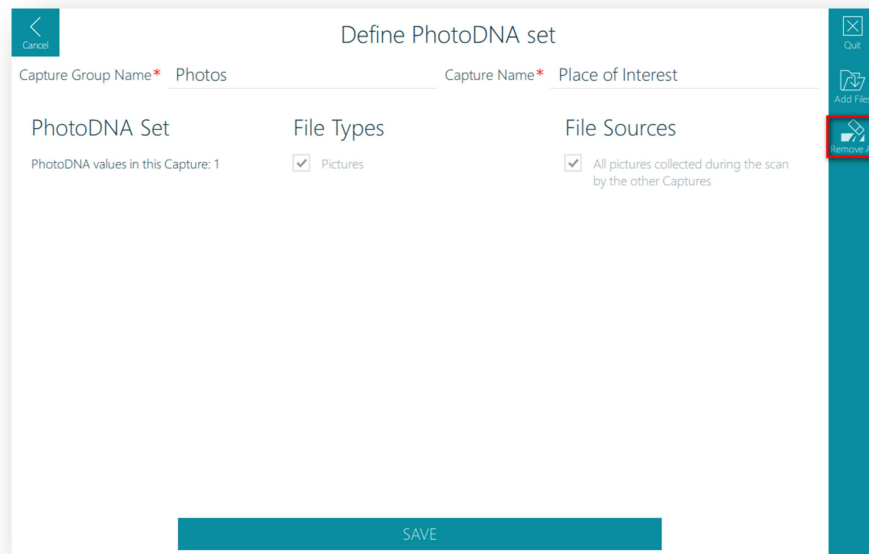 Cancel
Define PhotoDNA set
Quit
Capture Group Name* Photos
Capture Name* Place of Interest
Add Files
PhotoDNA Set
File Types
File Sources
Remove A
PhotoDNA values in this Capture: 1
Pictures
All pictures collected during the scan
by the other Captures
SAVE